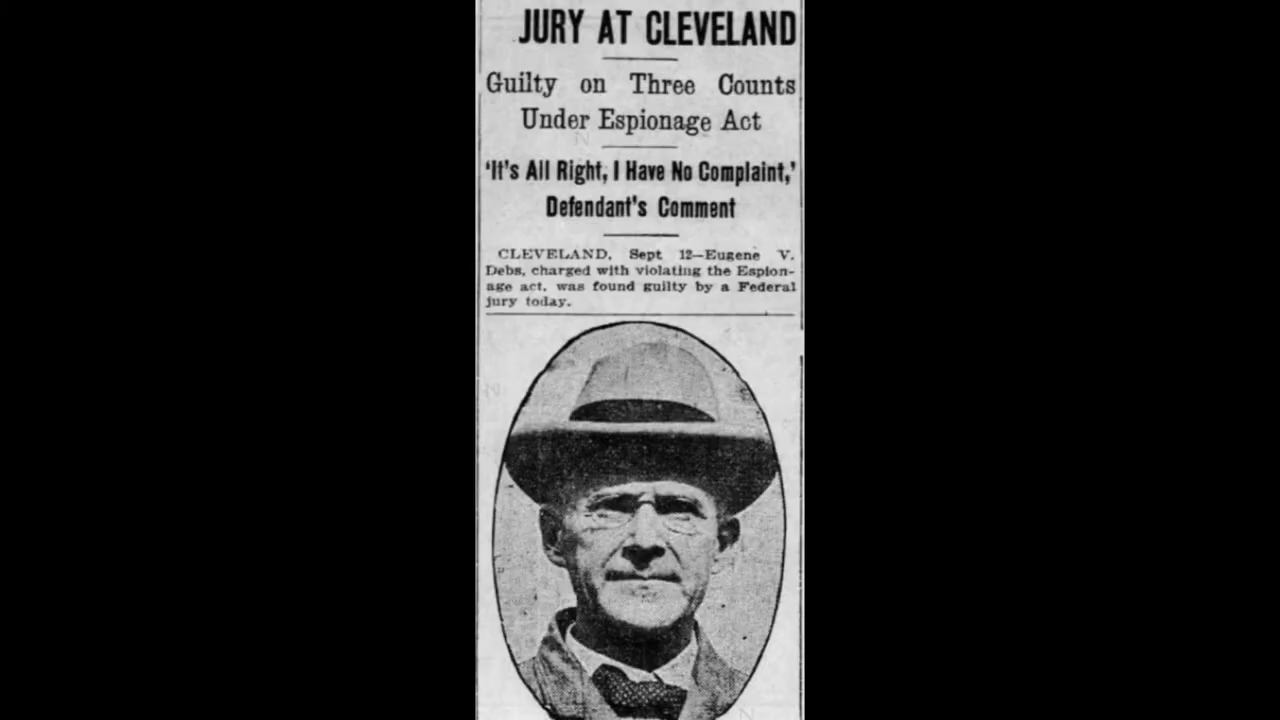 JURY AT CLEVELAND
Guilty on Three Counts
Under Espionage Act
'It's All Right, I Have No Complaint,'
Defendant's Comment
CLEVELAND, Sept 12—Eugene V.
Debs, charged with violating the Espion-
age act, was found guilty by a Federal
jury today.